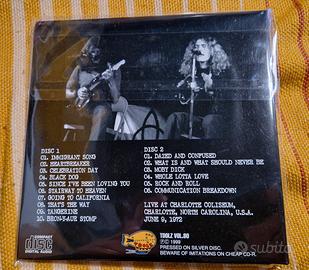 DISC 1
01. IMMIGRANT SONG
02. HEARTBREAKER
03. CELEBRATION DAY
04. BLACK DOG
05. SINCE I'VE BEEN LOVING YOU
06. STAIRWAY TO HEAVEN
07. GOING TO CALIFORNIA
08. THAT'S THE WAY
09. TANGERINE
10. BRON-Y-AUR STOMP
DISC 2
01. DAZED AND CONFUSED
02. WHAT IS AND WHAT SHOULD NEVER BE
03. MOBY DICK
04. WHOLE LOTTA LOVE
05. ROCK AND ROLL
06. COMMUNICATION BREAKDOWN
LIVE AT CHARLOTTE COLISEUM,
CHARLOTTE, NORTH CAROLINA, U.S.A.
JUNE 9, 1972
COMPACT
disc
DIGITAL AUDIO
TOOLZ VOL.80
℗© 1999
PRESSED ON SILVER DISC.
BEWARE OF IMITATIONS ON CHEAP CD-R.
subito